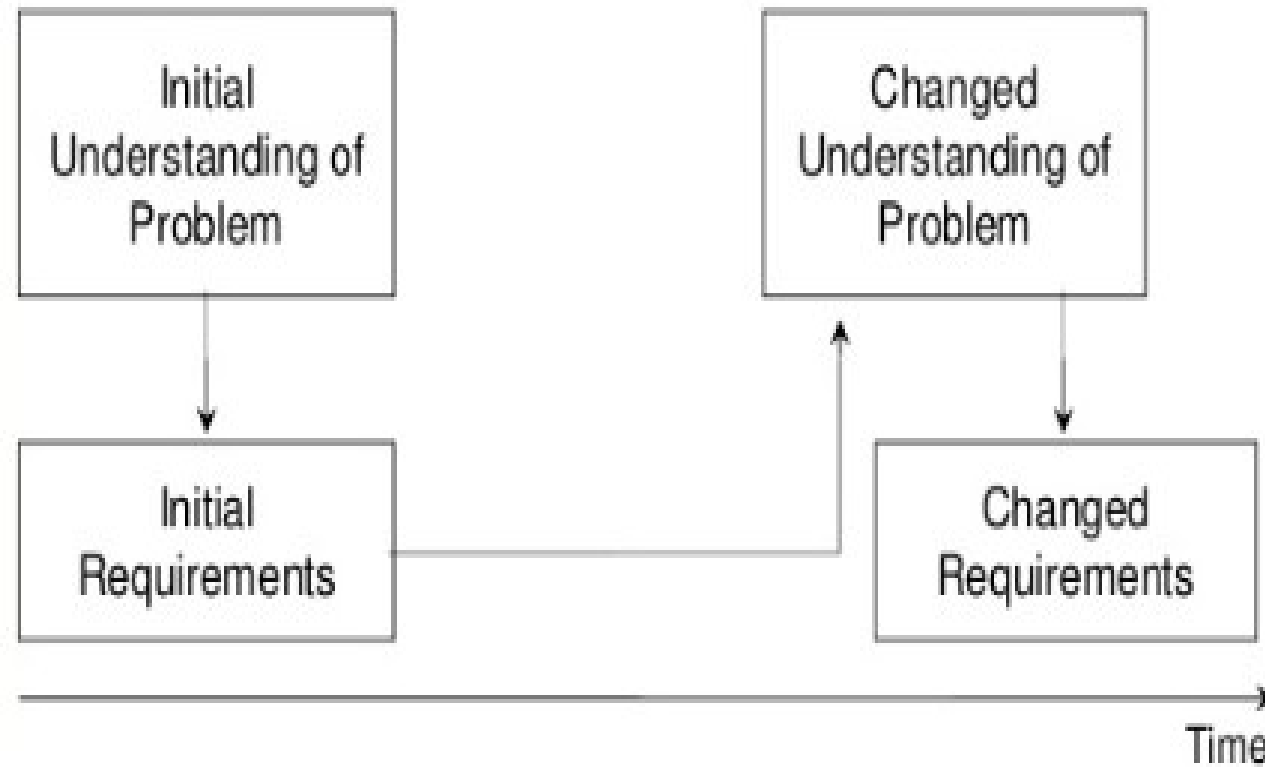 Initial
Understanding of
Problem
Changed
Understanding of
Problem
Initial
Requirements
Changed
Requirements
Time